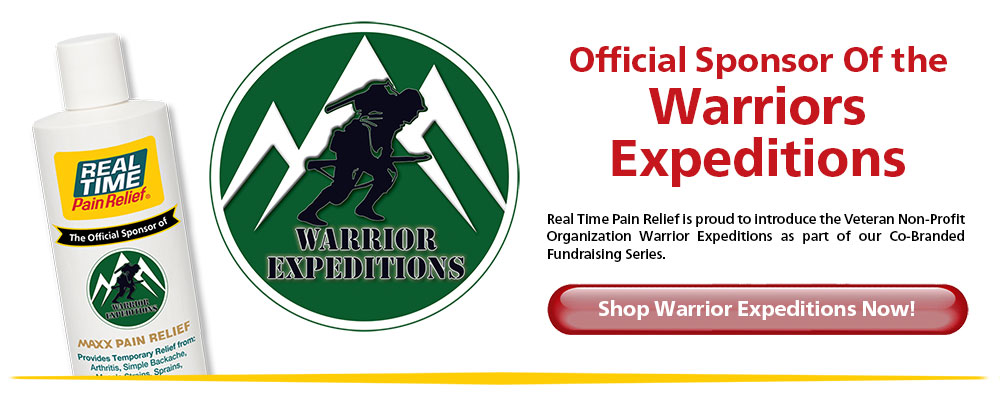 REAL
TIME
Pain Relief®
The Official Sponsor of
WARRIOR
EXPEDITIONS
MAXX PAIN RELIEF
Provides Temporary Relief from:
Arthritis, Simple Backache,
Strains, Sprains,
WARRIOR
EXPEDITIONS
Official Sponsor Of the
Warriors
Expeditions
Real Time Pain Relief is proud to introduce the Veteran Non-Profit
Organization Warrior Expeditions as part of our Co-Branded
Fundraising Series.
Shop Warrior Expeditions Now!